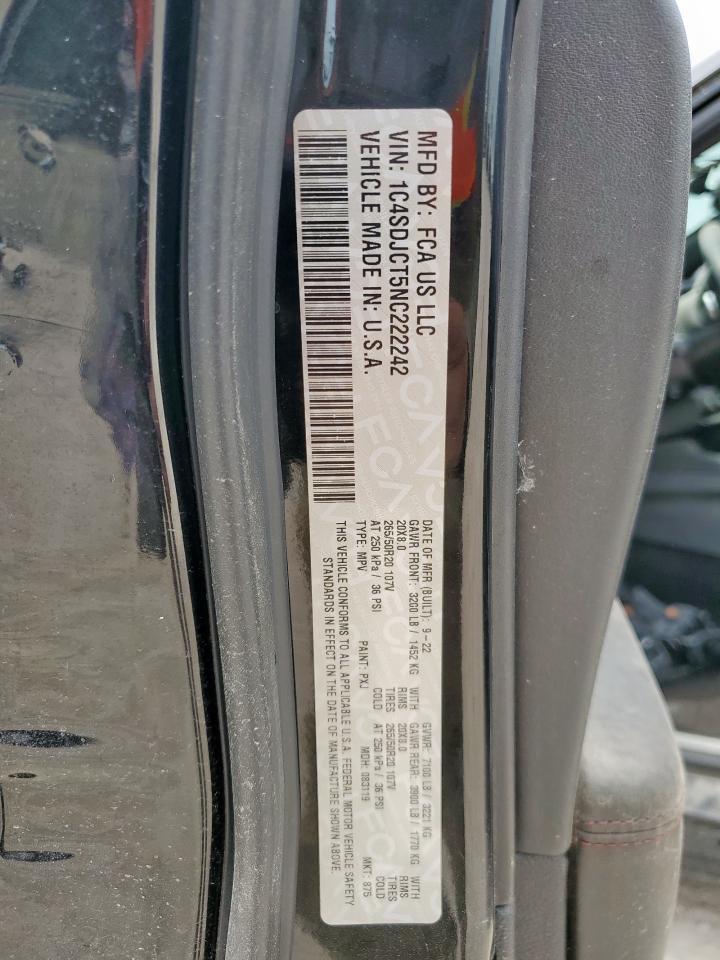 MFD BY: FCA US LLC
VIN: 1C4SDJCT5NC222242
VEHICLE MADE IN: U.S.A.
DATE OF MFR (BUILT): 9-22 GVWR: 7100 LB / 3221 KG
GAWR FRONT: 3200 LB / 1452 KG WITH GAWR REAR: 3900 LB / 1770 KG WITH
20X8.0 RIMS 20X8.0 RIMS
265/50R20 107V TIRES 265/50R20 107V TIRES
AT 250 kPa / 36 PSI COLD AT 250 kPa / 36 PSI COLD
TYPE: MPV PAINT: PXJ MDH: 083119 MKT: 876
THIS VEHICLE CONFORMS TO ALL APPLICABLE U.S.A. FEDERAL MOTOR VEHICLE SAFETY
STANDARDS IN EFFECT ON THE DATE OF MANUFACTURE SHOWN ABOVE.